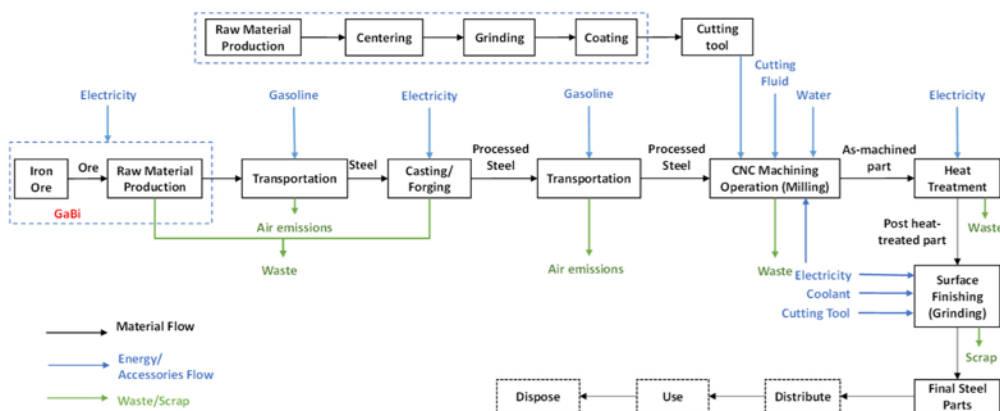 Raw Material
Production
Centering
Grinding
Coating
Cutting
tool
Electricity
Gasoline
Electricity
Gasoline
Cutting
Fluid
Water
Electricity
Iron
Ore
Ore
Raw Material
Production
GaBi
Transportation
Steel
Casting/
Forging
Processed
Steel
Transportation
Processed
Steel
CNC Machining
Operation (Milling)
As-machined
part
Heat
Treatment
Air emissions
Waste
Air emissions
Waste
Post heat-
treated part
Waste
Electricity
Coolant
Cutting Tool
Surface
Finishing
(Grinding)
Scrap
Material Flow
Energy/
Accessories Flow
Waste/Scrap
Dispose
Use
Distribute
Final Steel
Parts